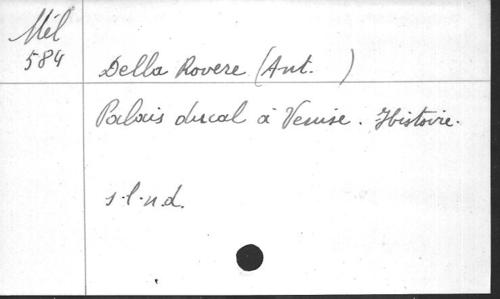 Mél
584
Della Rovere (Ant. )
Palais ducal à Venise. Histoire.
s.l.n.d.